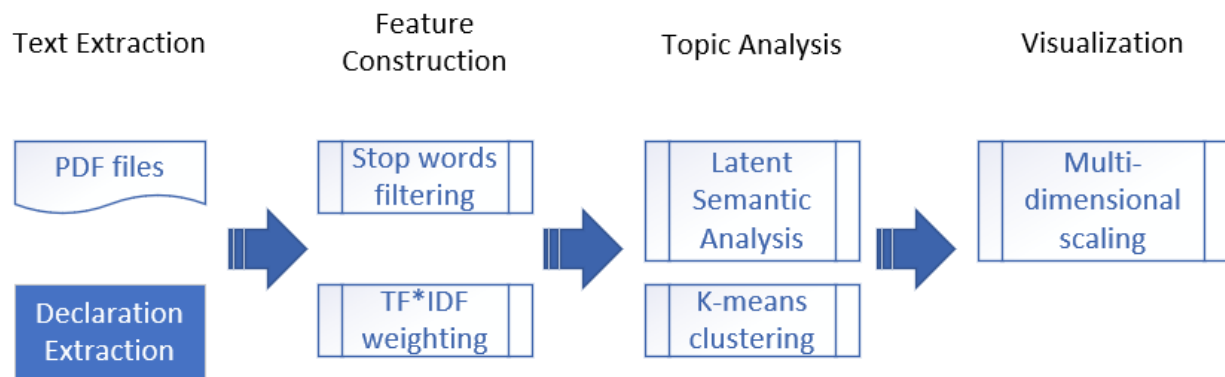 Text Extraction
Feature
Construction
Topic Analysis
Visualization
PDF files
Declaration
Extraction
Stop words
filtering
TF*IDF
weighting
Latent
Semantic
Analysis
K-means
clustering
Multi-
dimensional
scaling